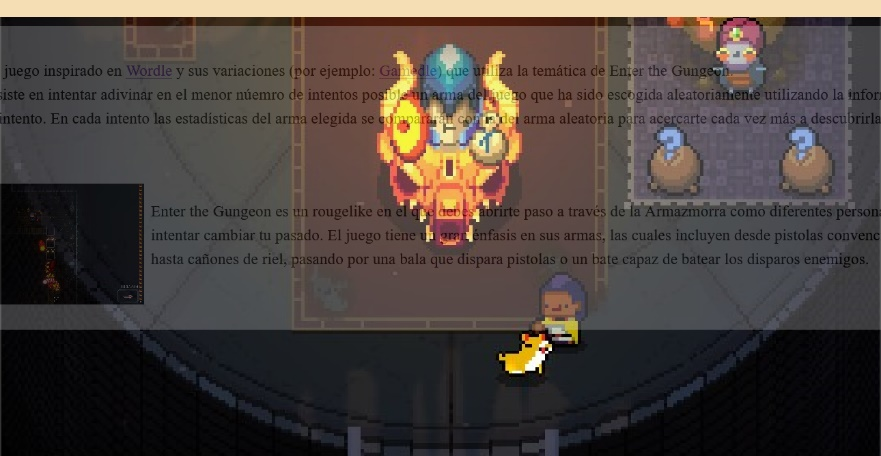 juego inspirado en Wordle y sus variaciones (por ejemplo: Gamedle) que utiliza la temática de Enter the Gungeon
siste en intentar adivinar en el menor núemro de intentos posible un arma del juego que ha sido escogida aleatoriamente utilizando la infor
intento. En cada intento las estadísticas del arma elegida se compararán con las del arma aleatoria para acercarte cada vez más a descubrirla
Enter the Gungeon es un rougelike en el que debes abrirte paso a través de la Armazmorra como diferentes persona
intentar cambiar tu pasado. El juego tiene un gran énfasis en sus armas, las cuales incluyen desde pistolas convenc
hasta cañones de riel, pasando por una bala que dispara pistolas o un bate capaz de batear los disparos enemigos.